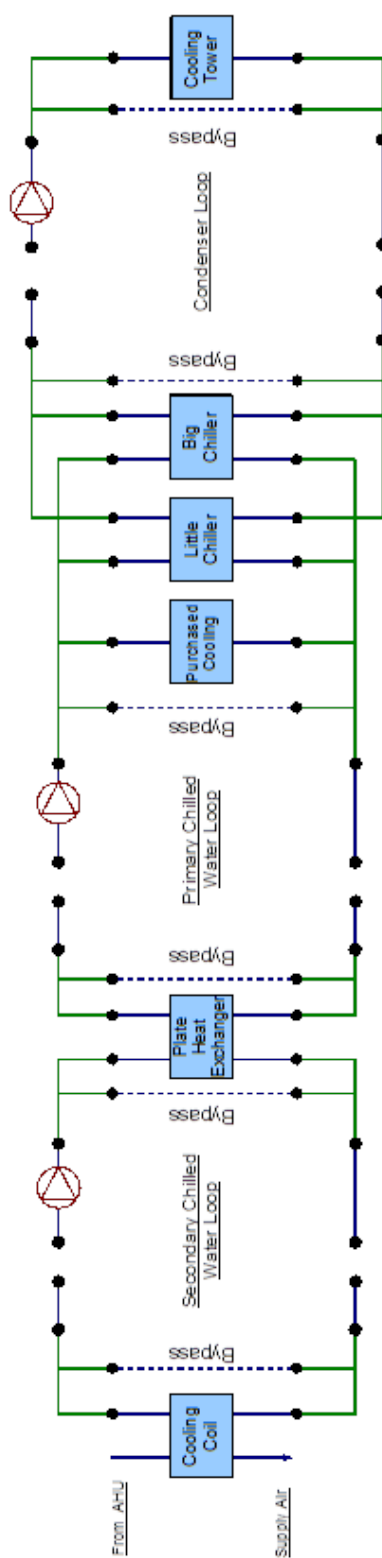 From AHU
Cooling
Coil
Supply Air
Bypass
Secondary Chilled
Water Loop
Bypass
Plate
Heat
Exchanger
Bypass
Primary Chilled
Water Loop
Bypass
Purchased
Cooling
Little
Chiller
Big
Chiller
Bypass
Condenser Loop
Bypass
Cooling
Tower